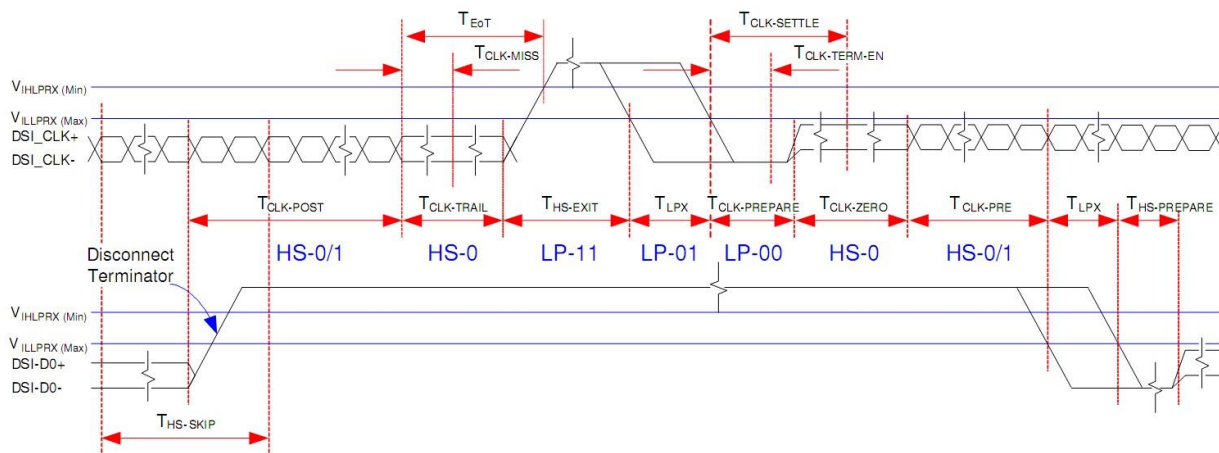 TEoT
TCLK-SETTLE
TCLK-MISS
TCLK-TERM-EN
VIHLPRX (Min)
VILLPRX (Max)
DSI_CLK+
DSI_CLK-
TCLK-POST
TCLK-TRAIL
THS-EXIT
TLPX
TCLK-PREPARE
TCLK-ZERO
TCLK-PRE
TLPX
THS-PREPARE
Disconnect
Terminator
HS-0/1
HS-0
LP-11
LP-01
LP-00
HS-0
HS-0/1
VIHLPRX (Min)
VILLPRX (Max)
DSI-D0+
DSI-D0-
THS-SKIP